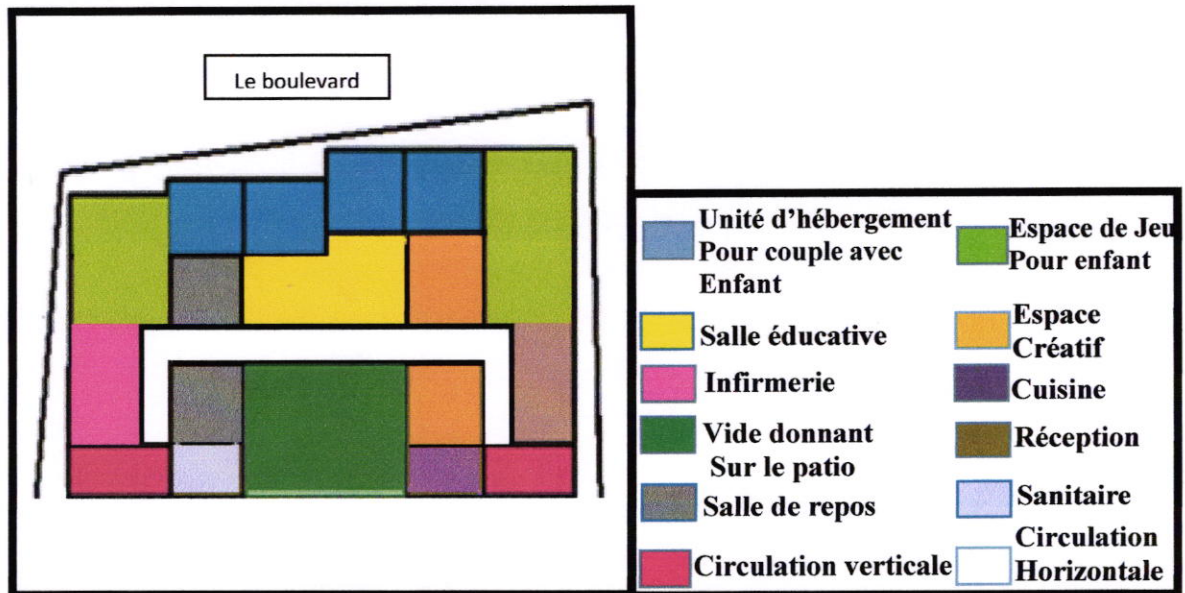 Le boulevard
Unité d'hébergement
Pour couple avec
Enfant
Salle éducative
Infirmerie
Vide donnant
Sur le patio
Salle de repos
Circulation verticale
Espace de Jeu
Pour enfant
Espace
Créatif
Cuisine
Réception
Sanitaire
Circulation
Horizontale